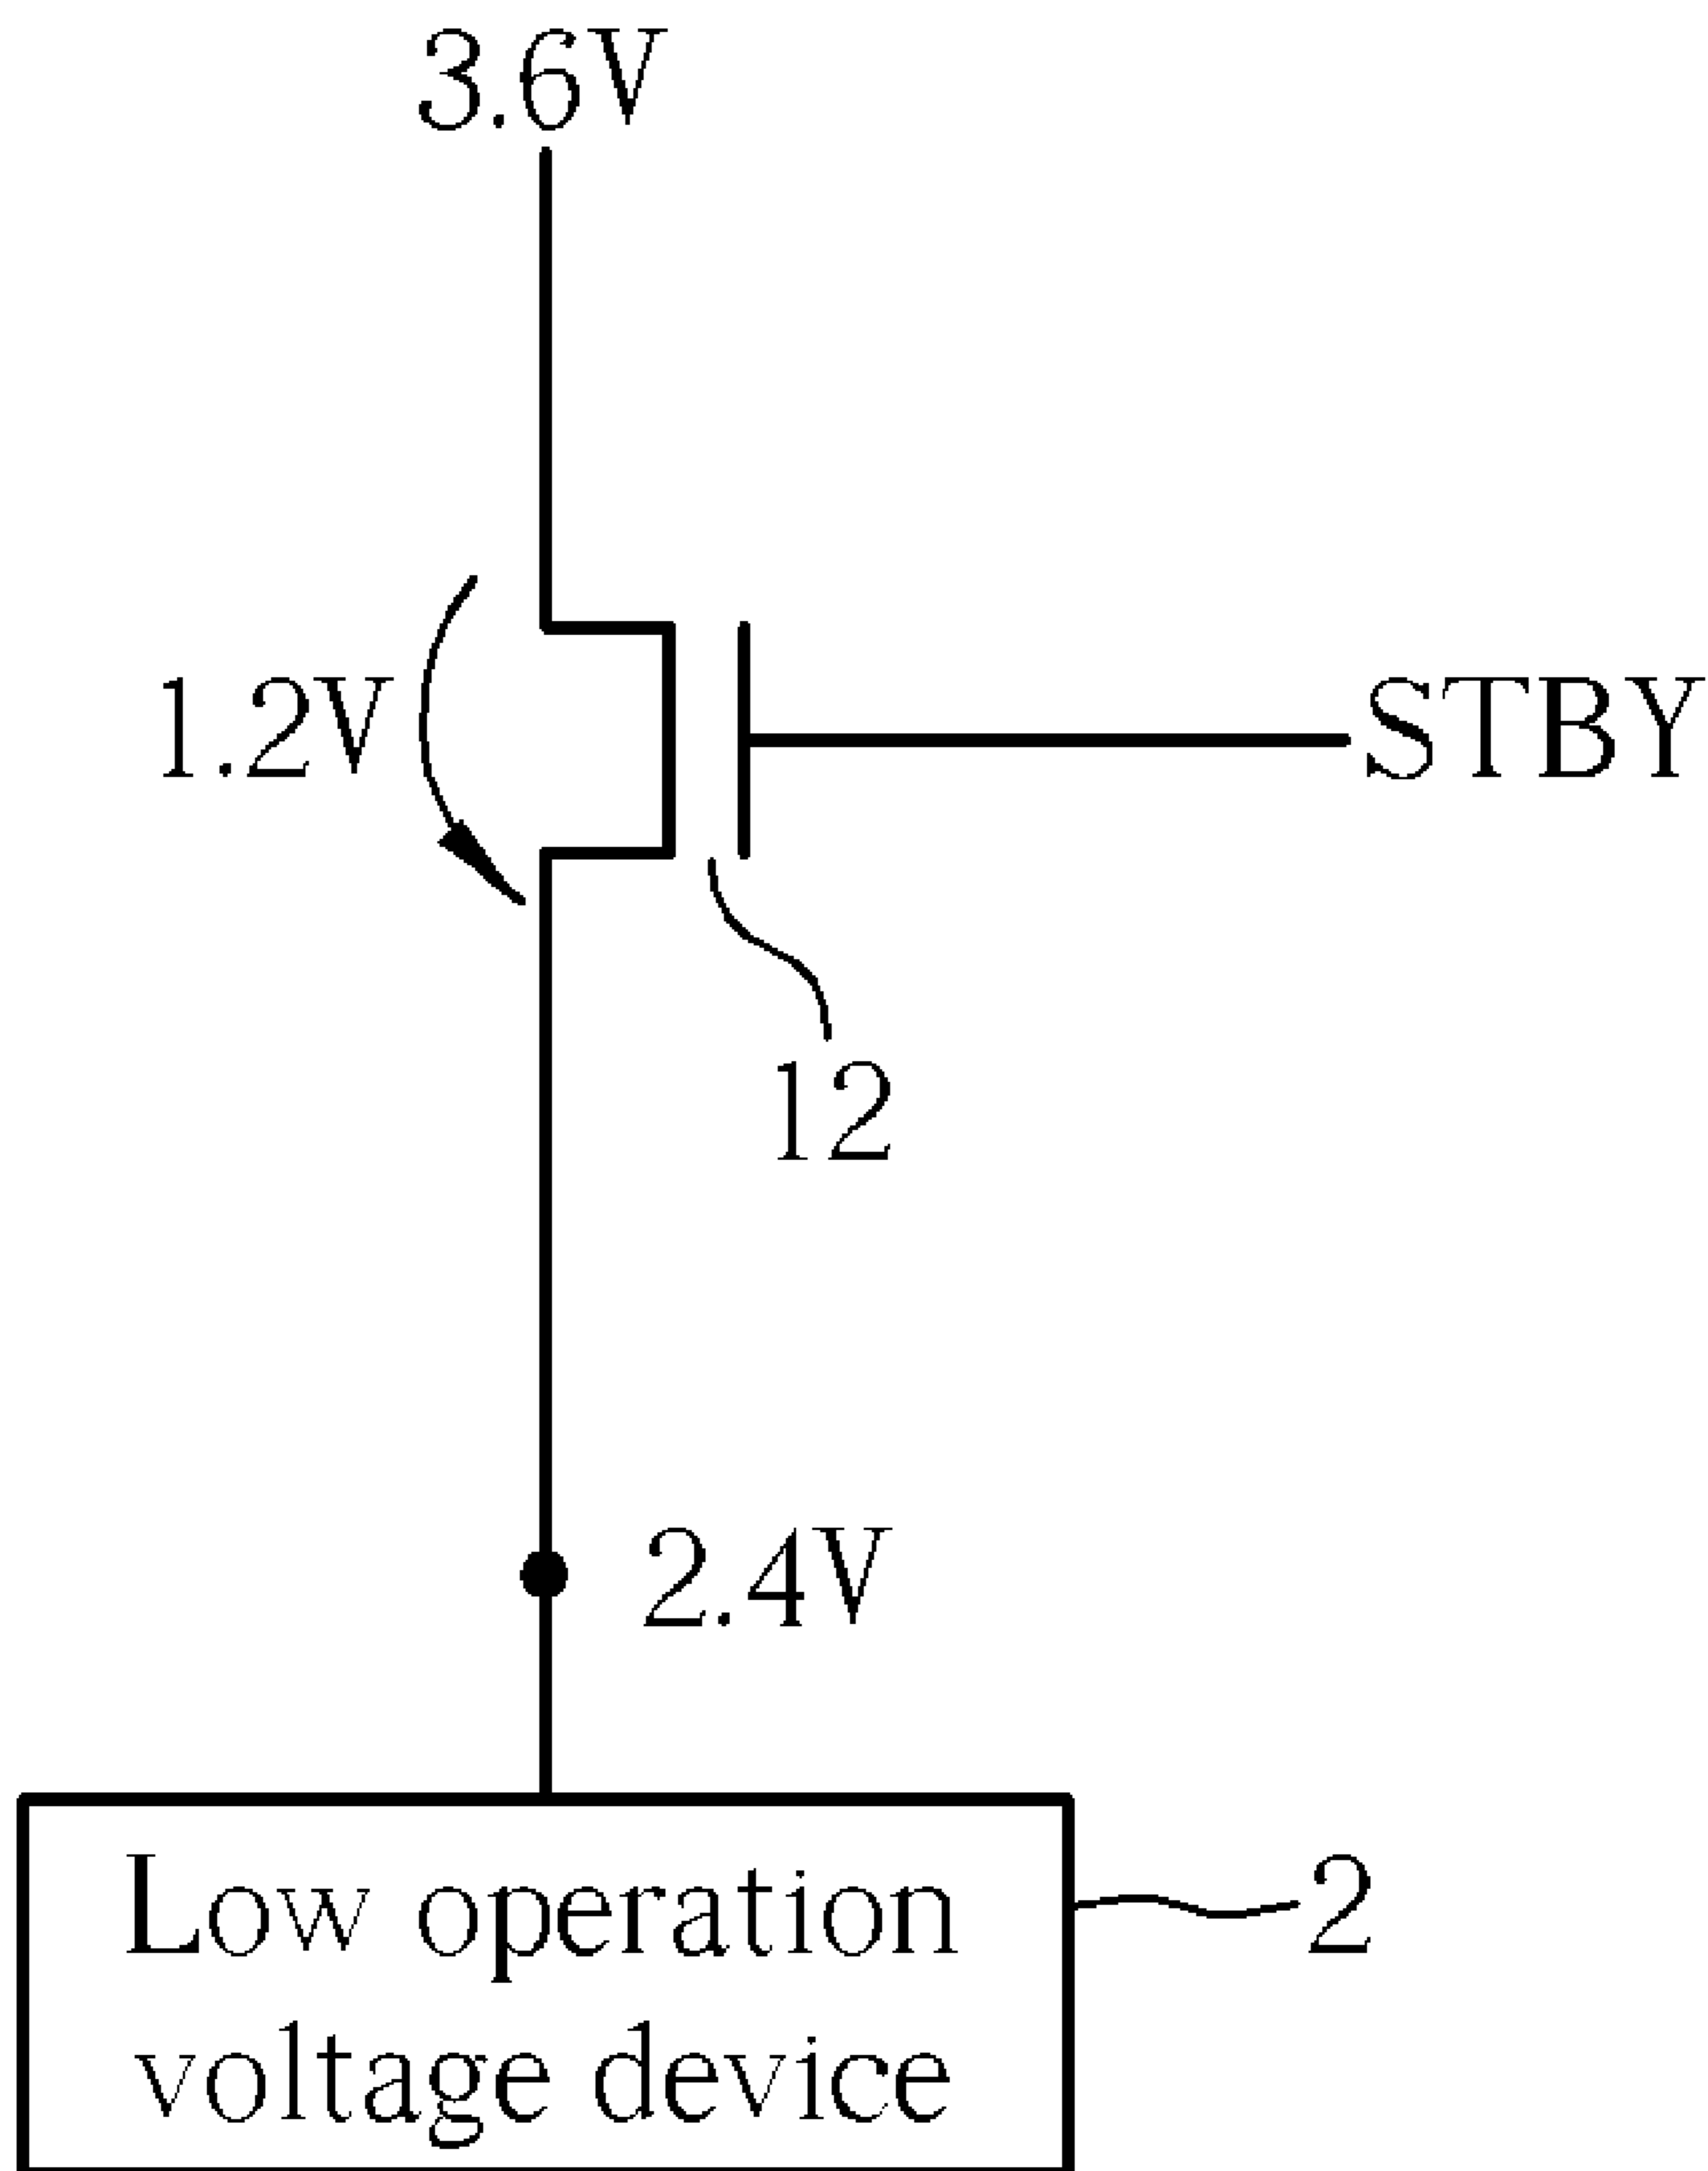 3.6V
1.2V
STBY
12
2.4V
Low operation
voltage device
2